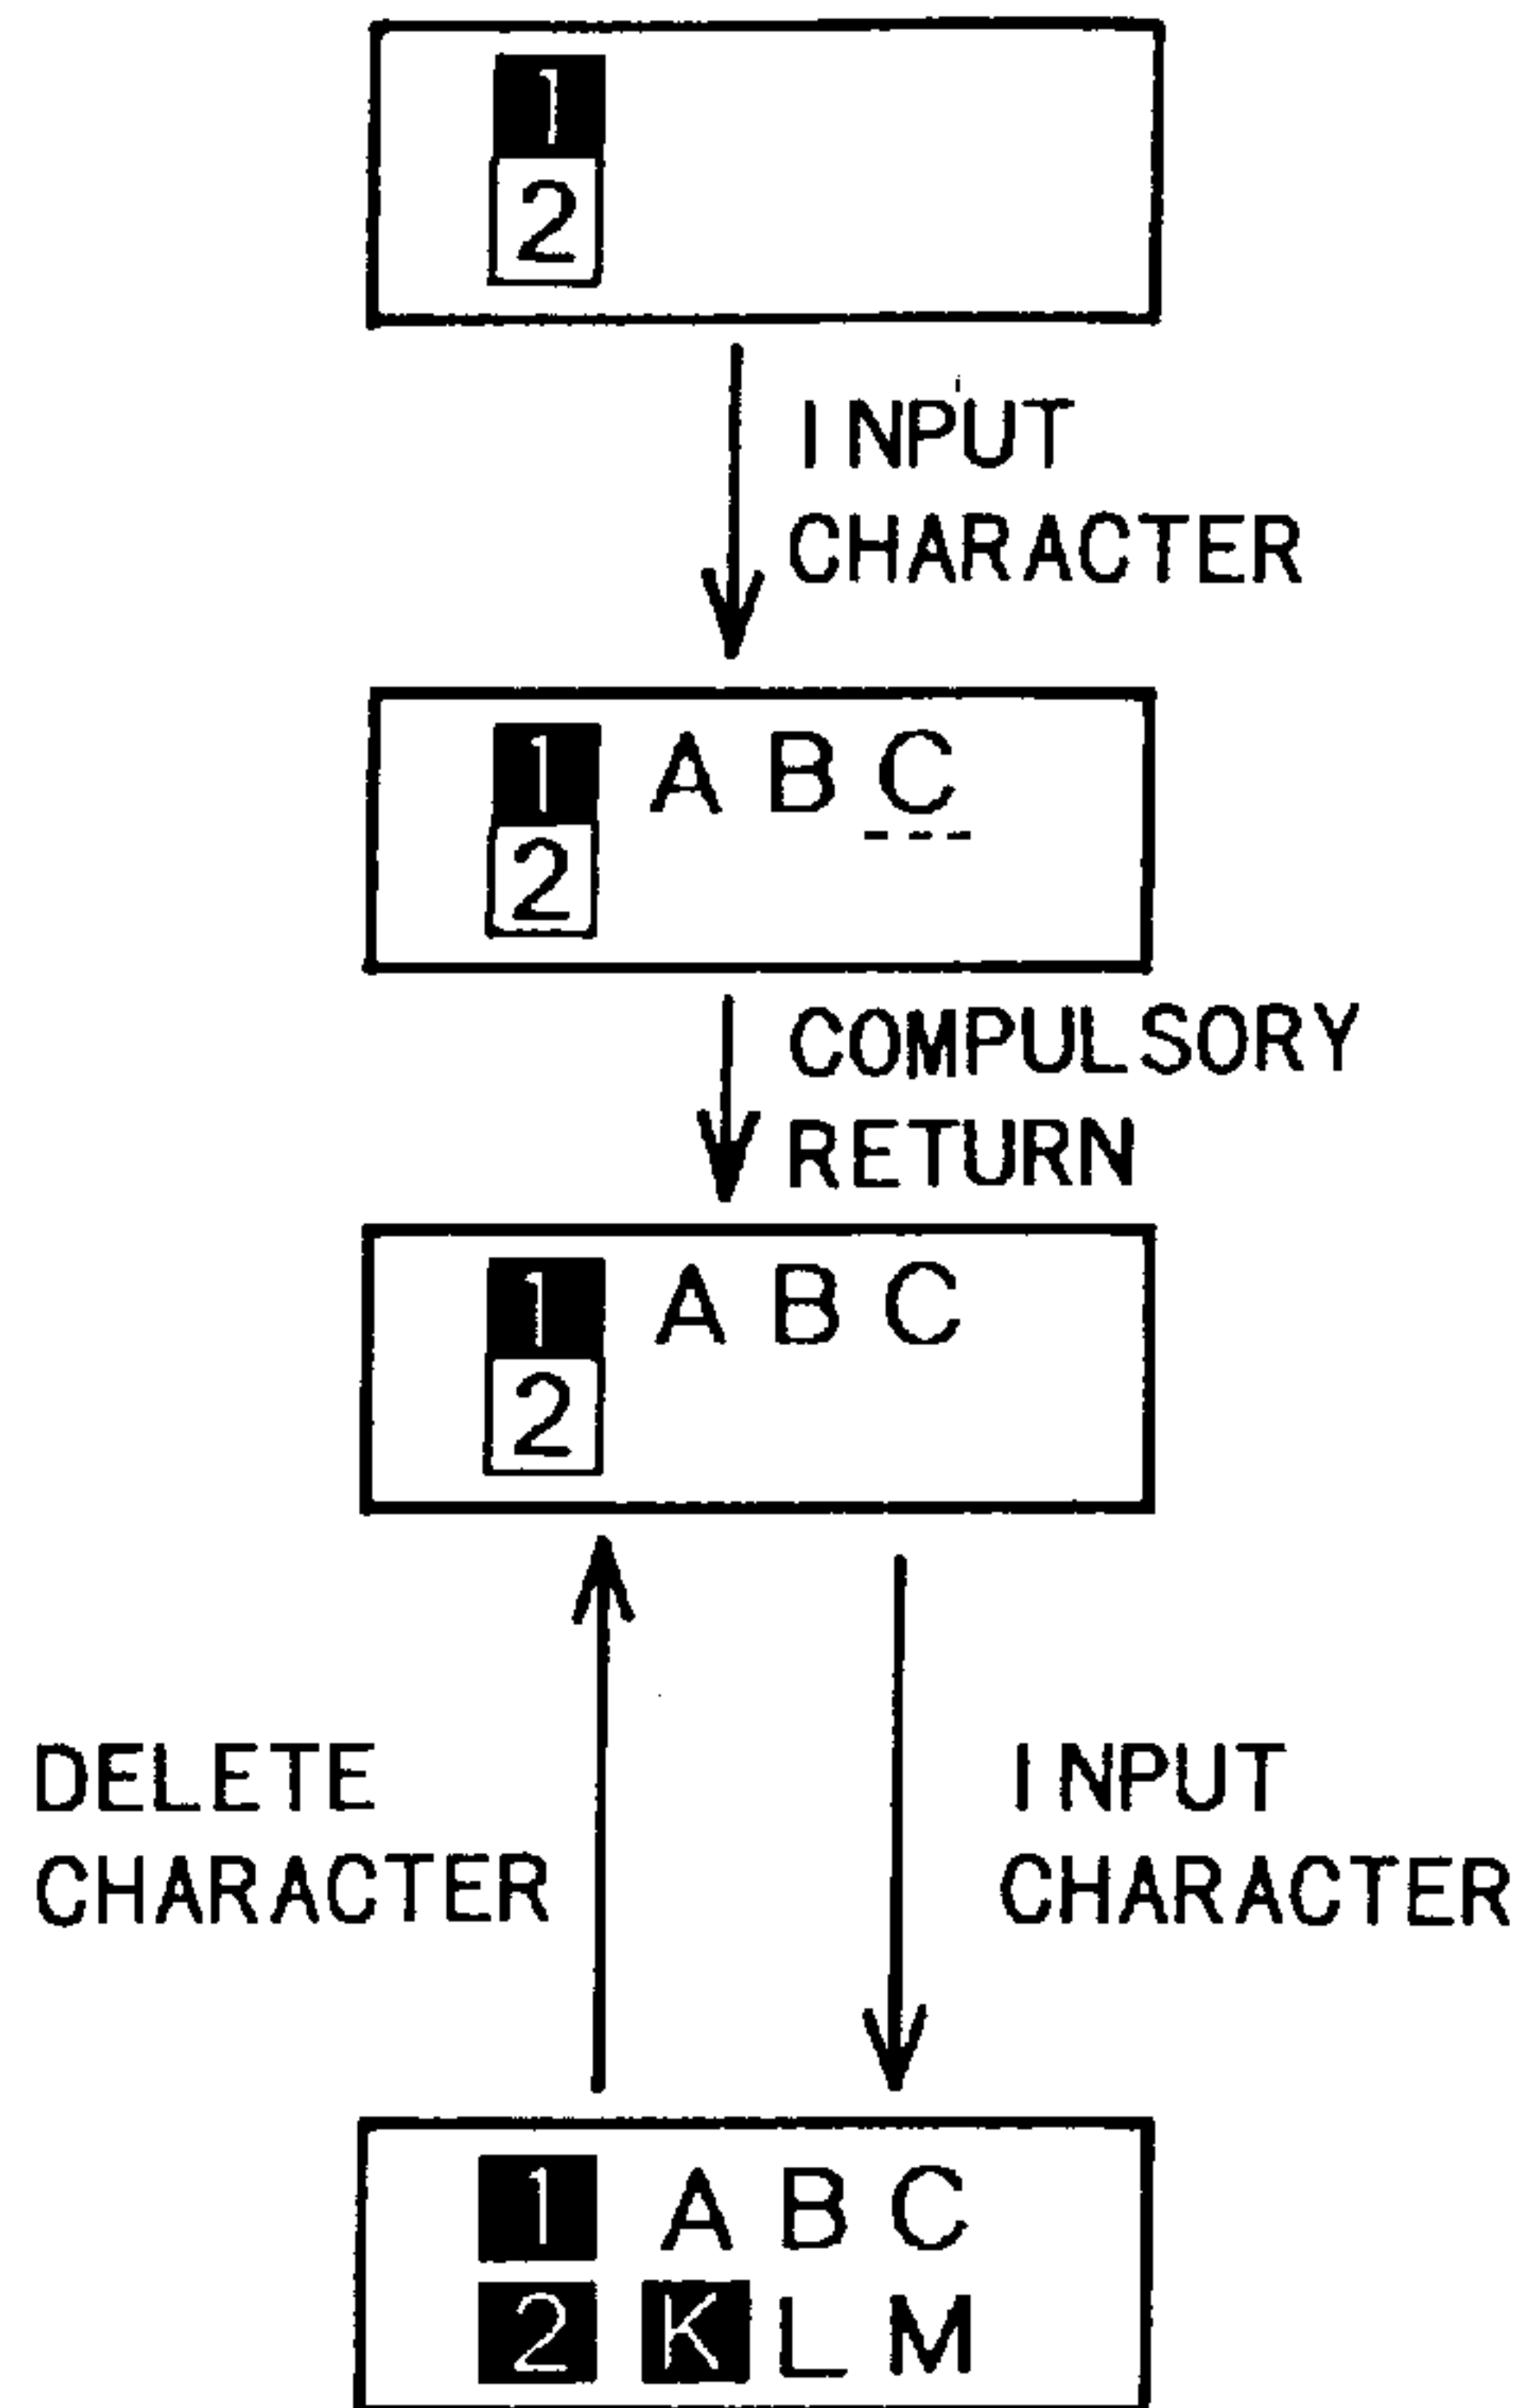 1
2
INPUT
CHARACTER
1 A B C
2
COMPULSORY
RETURN
1 A B C
2
DELETE
CHARACTER
INPUT
CHARACTER
1 A B C
2 K L M